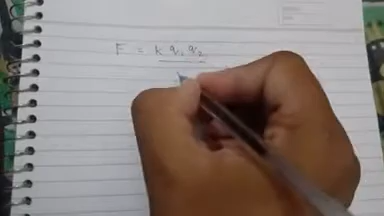 F = k q₁ q₂